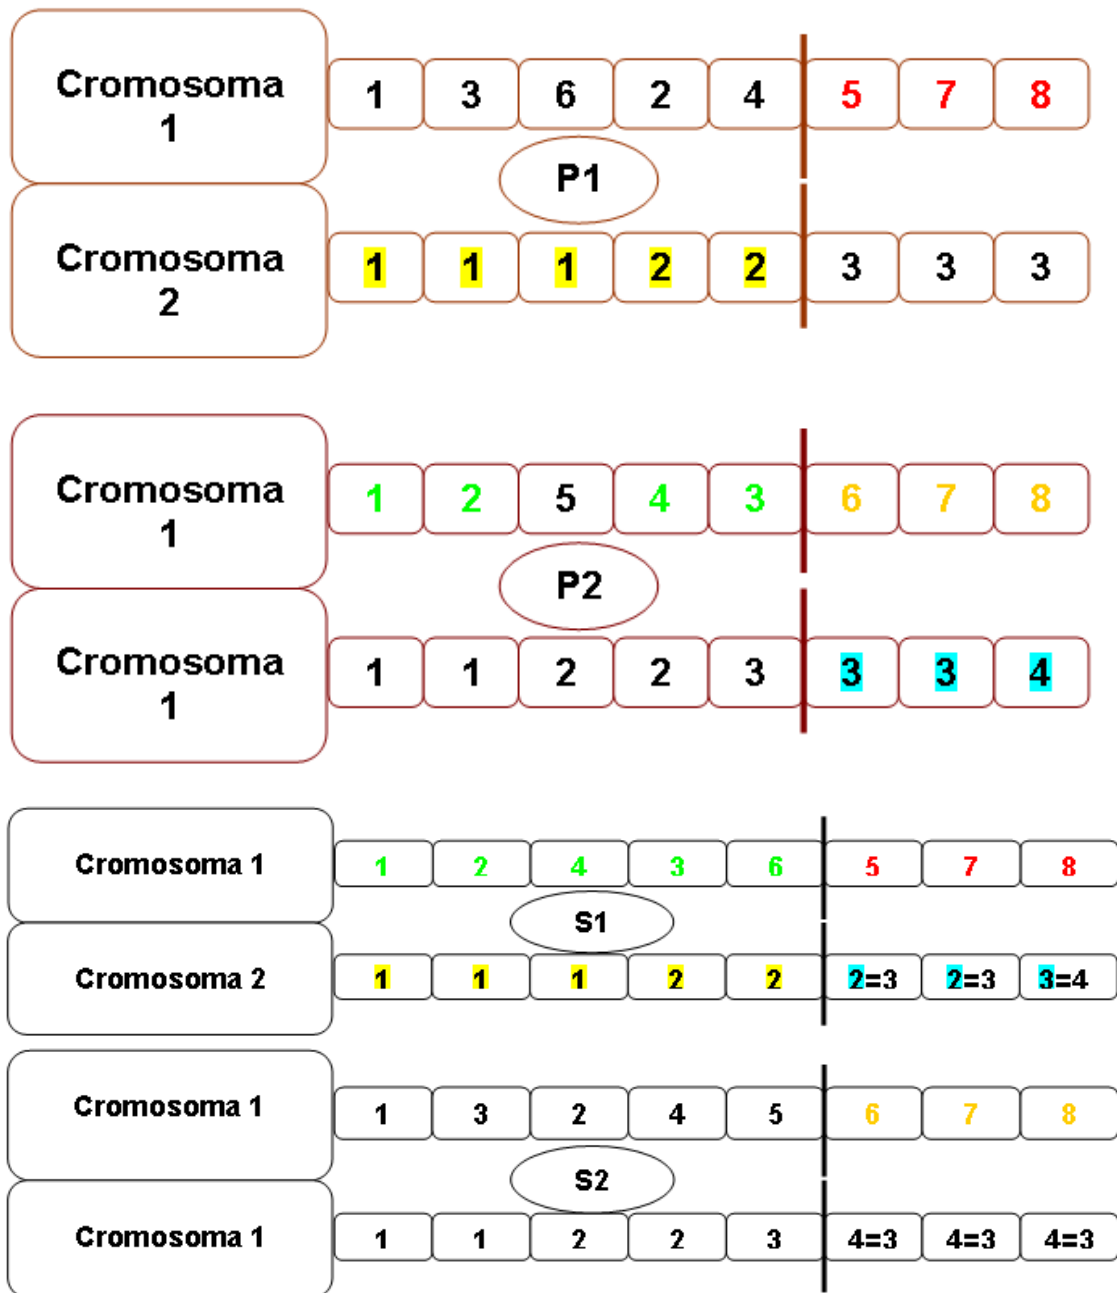 Cromosoma 1
1 3 6 2 4 5 7 8
P1
Cromosoma 2
1 1 1 2 2 3 3 3
Cromosoma 1
1 2 5 4 3 6 7 8
P2
Cromosoma 1
1 1 2 2 3 3 3 4
Cromosoma 1
1 2 4 3 6 5 7 8
S1
Cromosoma 2
1 1 1 2 2 2=3 2=3 3=4
Cromosoma 1
1 3 2 4 5 6 7 8
S2
Cromosoma 1
1 1 2 2 3 4=3 4=3 4=3